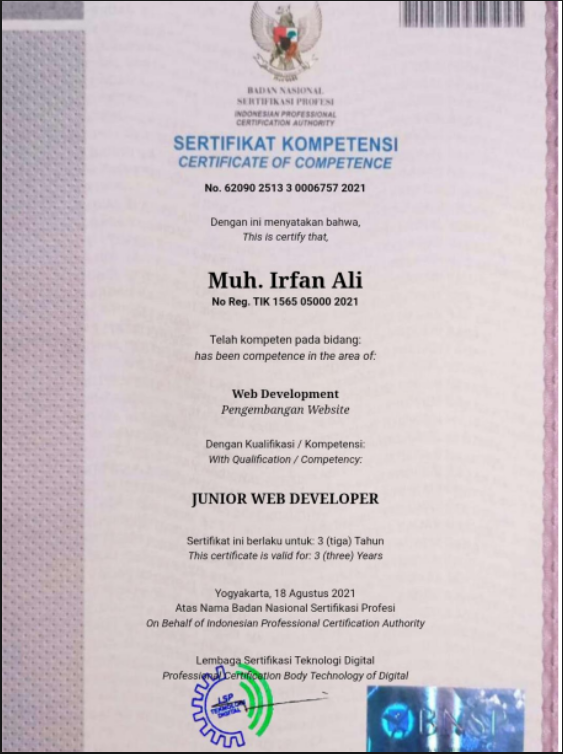 BADAN NASIONAL
SERTIFIKASI PROFESI
INDONESIAN PROFESSIONAL
CERTIFICATION AUTHORITY
SERTIFIKAT KOMPETENSI
CERTIFICATE OF COMPETENCE
No. 62090 2513 3 0006757 2021
Dengan ini menyatakan bahwa,
This is certify that,
Muh. Irfan Ali
No Reg. TIK 1565 05000 2021
Telah kompeten pada bidang:
has been competence in the area of:
Web Development
Pengembangan Website
Dengan Kualifikasi / Kompetensi:
With Qualification / Competency:
JUNIOR WEB DEVELOPER
Sertifikat ini berlaku untuk: 3 (tiga) Tahun
This certificate is valid for: 3 (three) Years
Yogyakarta, 18 Agustus 2021
Atas Nama Badan Nasional Sertifikasi Profesi
On Behalf of Indonesian Professional Certification Authority
Lembaga Sertifikasi Teknologi Digital
Professional Certification Body Technology of Digital
LSP
TEKNOLOGI
DIGITAL
BNSP